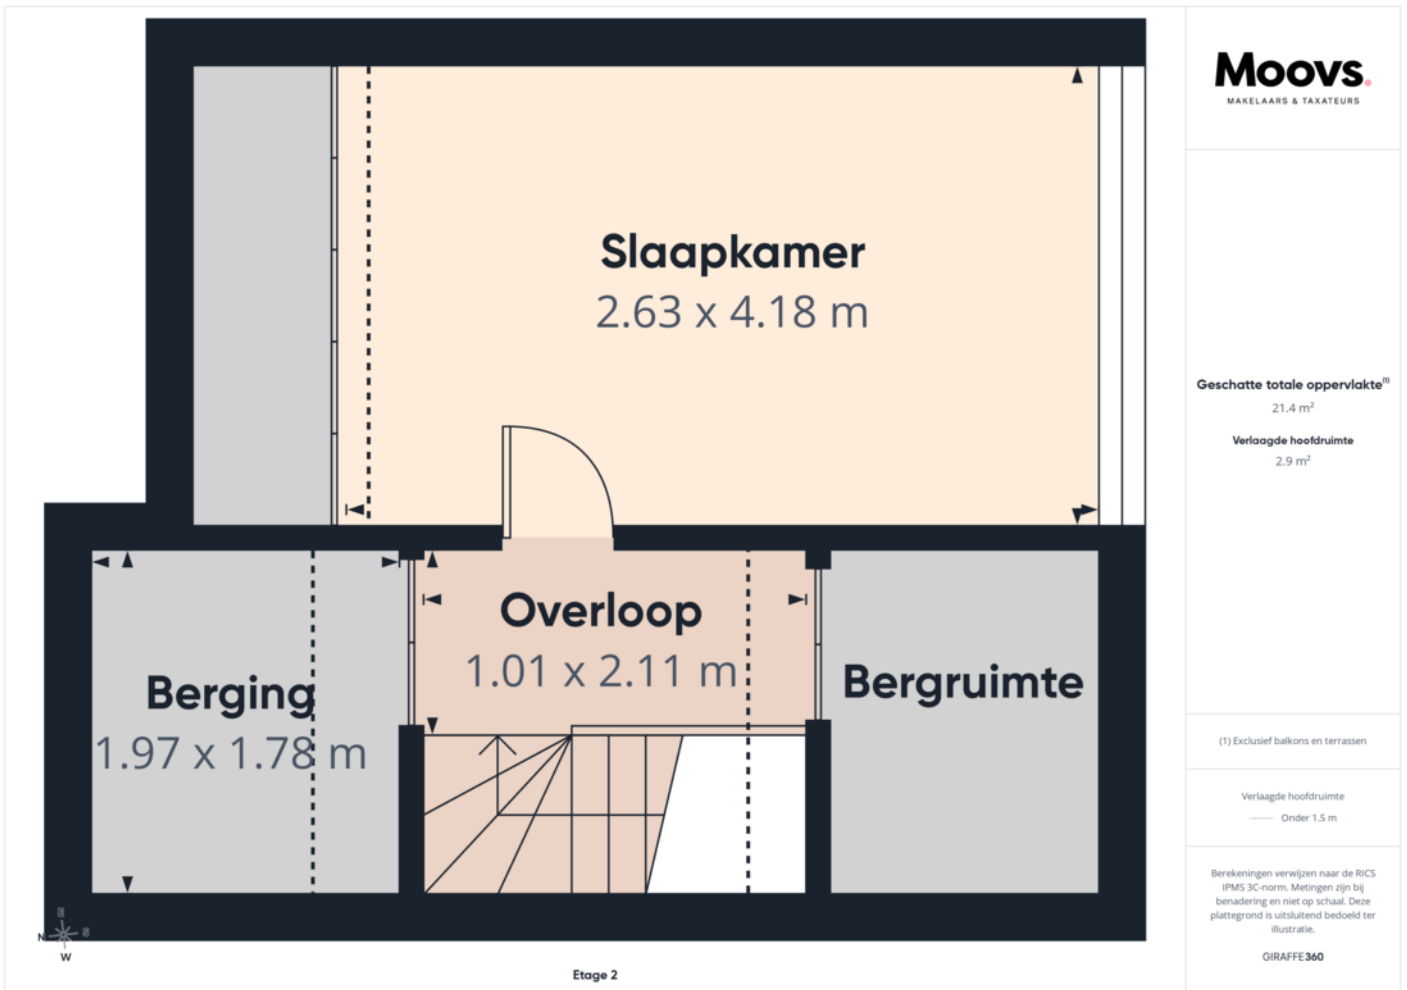 Moovs.
MAKELAARS & TAXATEURS
Slaapkamer
2.63 x 4.18 m
Overloop
1.01 x 2.11 m
Berging
1.97 x 1.78 m
Bergruimte
Geschatte totale oppervlakte(1)
21.4 m²
Verlaagde hoofdruimte
2.9 m²
(1) Exclusief balkons en terrassen
Verlaagde hoofdruimte
Onder 1.5 m
Berekeningen verwijzen naar de RICS
IPMS 3C-norm. Metingen zijn bij
benadering en niet op schaal. Deze
plattegrond is uitsluitend bedoeld ter
illustratie.
GIRAFFE360
N
W
Etage 2